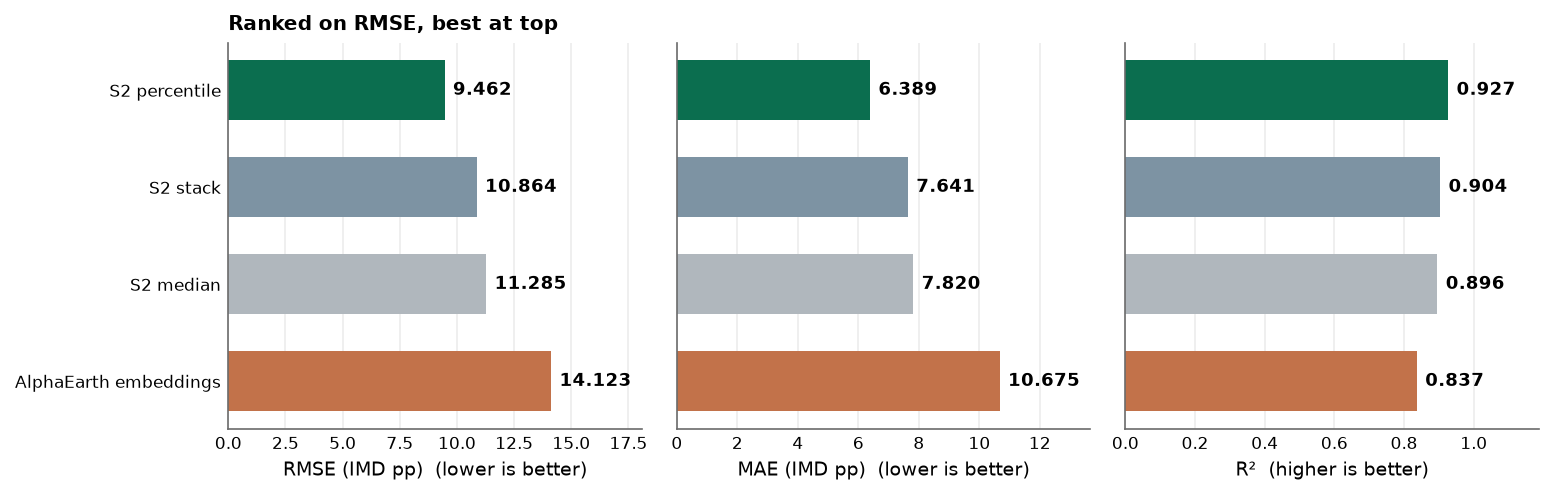 Ranked on RMSE, best at top
S2 percentile
S2 stack
S2 median
AlphaEarth embeddings
9.462
10.864
11.285
14.123
0.0 2.5 5.0 7.5 10.0 12.5 15.0 17.5
RMSE (IMD pp) (lower is better)
6.389
7.641
7.820
10.675
0 2 4 6 8 10 12
MAE (IMD pp) (lower is better)
0.927
0.904
0.896
0.837
0.0 0.2 0.4 0.6 0.8 1.0
R² (higher is better)